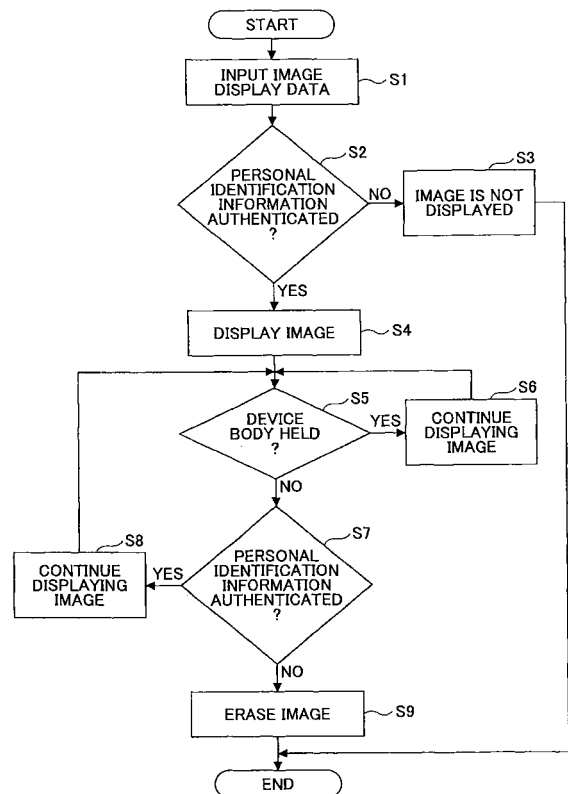 START
INPUT IMAGE
DISPLAY DATA
S1
PERSONAL
IDENTIFICATION
INFORMATION
AUTHENTICATED
?
S2
NO
IMAGE IS NOT
DISPLAYED
S3
YES
DISPLAY IMAGE
S4
DEVICE
BODY HELD
?
S5
YES
CONTINUE
DISPLAYING
IMAGE
S6
NO
PERSONAL
IDENTIFICATION
INFORMATION
AUTHENTICATED
?
S7
YES
CONTINUE
DISPLAYING
IMAGE
S8
NO
ERASE IMAGE
S9
END